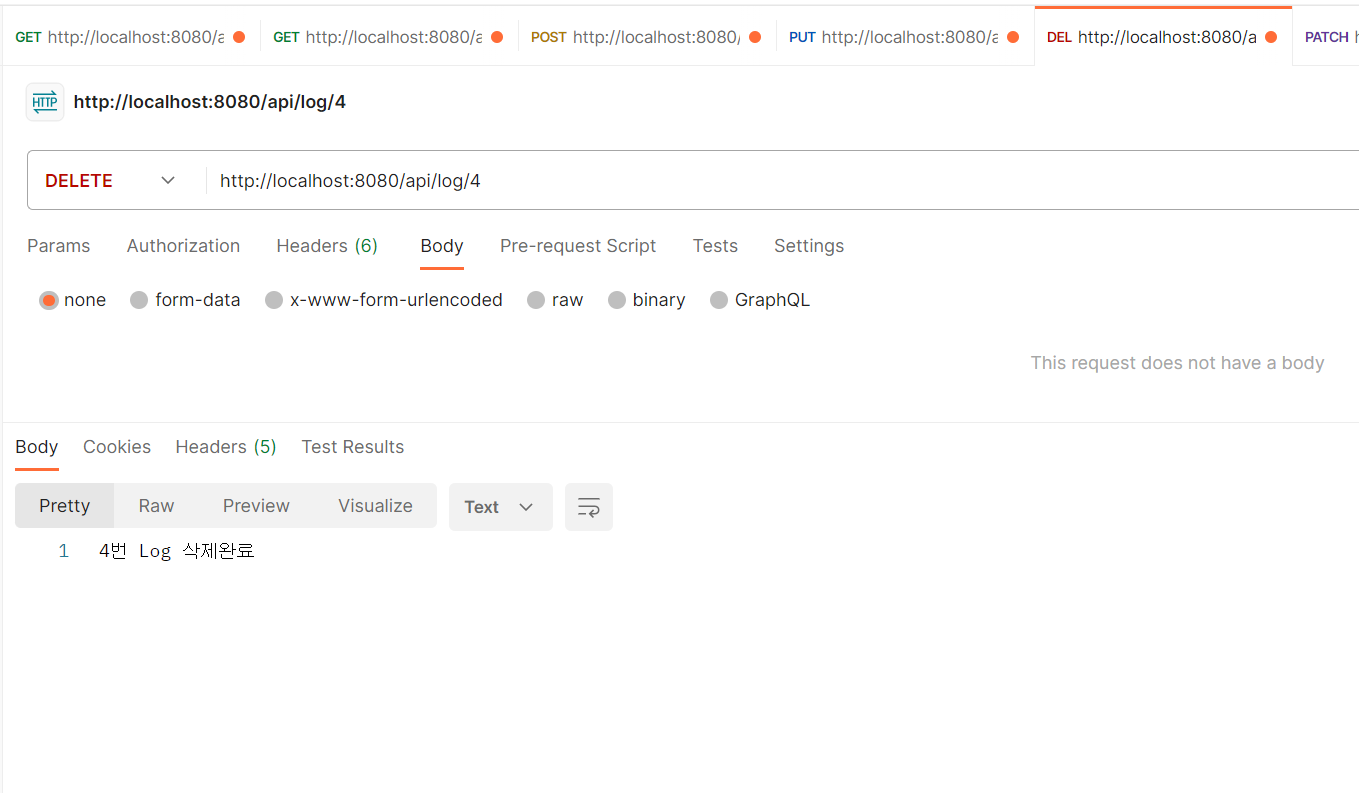 GET http://localhost:8080/a GET http://localhost:8080/a POST http://localhost:8080/ PUT http://localhost:8080/a DEL http://localhost:8080/a PATCH
HTTP http://localhost:8080/api/log/4
DELETE http://localhost:8080/api/log/4
Params Authorization Headers (6) Body Pre-request Script Tests Settings
none form-data x-www-form-urlencoded raw binary GraphQL
This request does not have a body
Body Cookies Headers (5) Test Results
Pretty Raw Preview Visualize Text
1 4번 Log 삭제완료